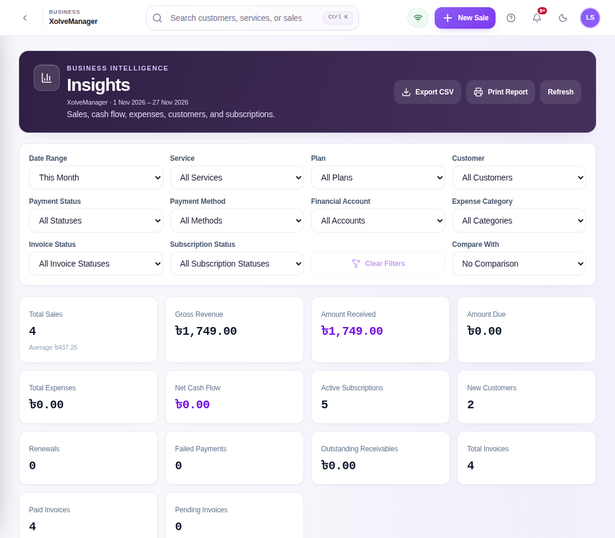 BUSINESS
XolveManager
Search customers, services, or sales
Ctrl K
New Sale
9+
LS
BUSINESS INTELLIGENCE
Insights
XolveManager · 1 Nov 2026 – 27 Nov 2026
Sales, cash flow, expenses, customers, and subscriptions.
Export CSV
Print Report
Refresh
Date Range
Service
Plan
Customer
This Month
All Services
All Plans
All Customers
Payment Status
Payment Method
Financial Account
Expense Category
All Statuses
All Methods
All Accounts
All Categories
Invoice Status
Subscription Status
Compare With
All Invoice Statuses
All Subscription Statuses
Clear Filters
No Comparison
Total Sales
4
Average ৳437.25
Gross Revenue
৳1,749.00
Amount Received
৳1,749.00
Amount Due
৳0.00
Total Expenses
৳0.00
Net Cash Flow
৳0.00
Active Subscriptions
5
New Customers
2
Renewals
0
Failed Payments
0
Outstanding Receivables
৳0.00
Total Invoices
4
Paid Invoices
4
Pending Invoices
0